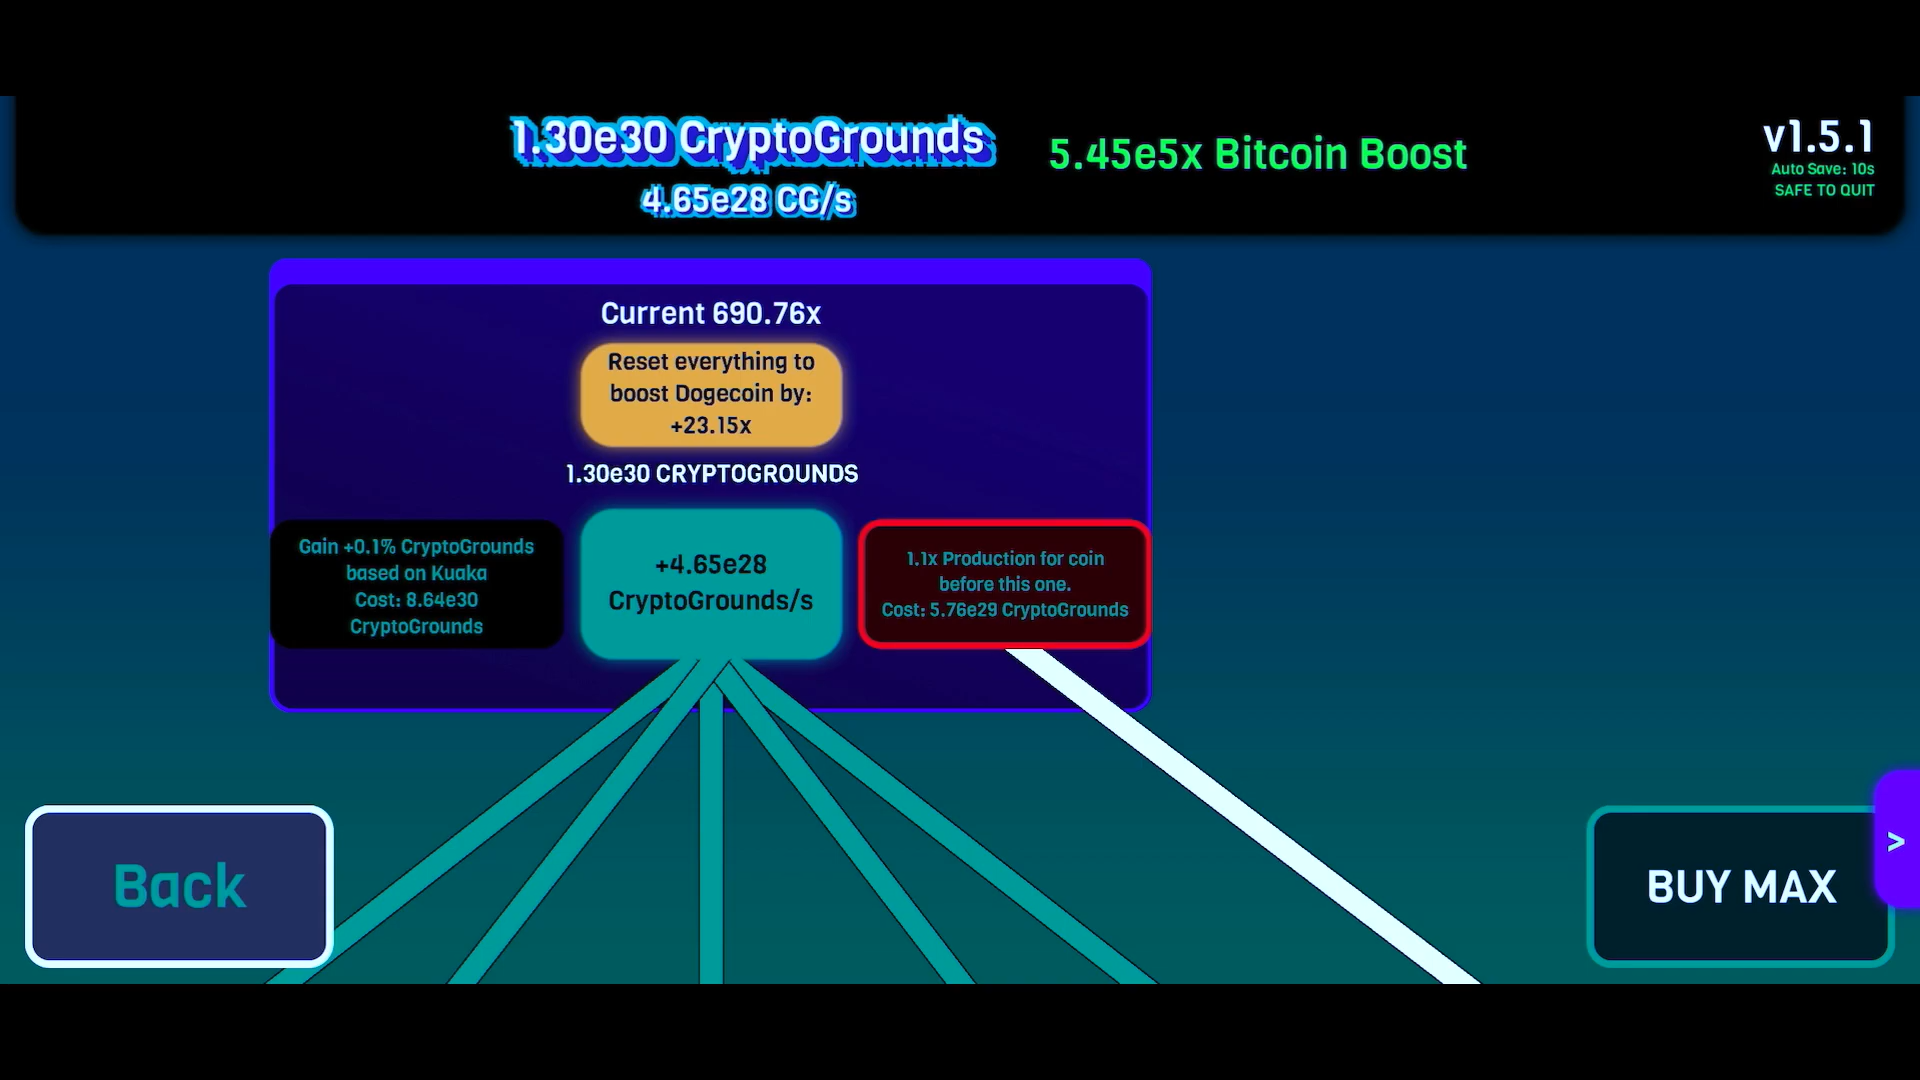 1.30e30 CryptoGrounds
4.65e28 CG/s
5.45e5x Bitcoin Boost
v1.5.1
Auto Save: 10s
SAFE TO QUIT
Current 690.76x
Reset everything to
boost Dogecoin by:
+23.15x
1.30e30 CRYPTOGROUNDS
Gain +0.1% CryptoGrounds
based on Kuaka
Cost: 8.64e30
CryptoGrounds
+4.65e28
CryptoGrounds/s
1.1x Production for coin
before this one.
Cost: 5.76e29 CryptoGrounds
Back
BUY MAX
>